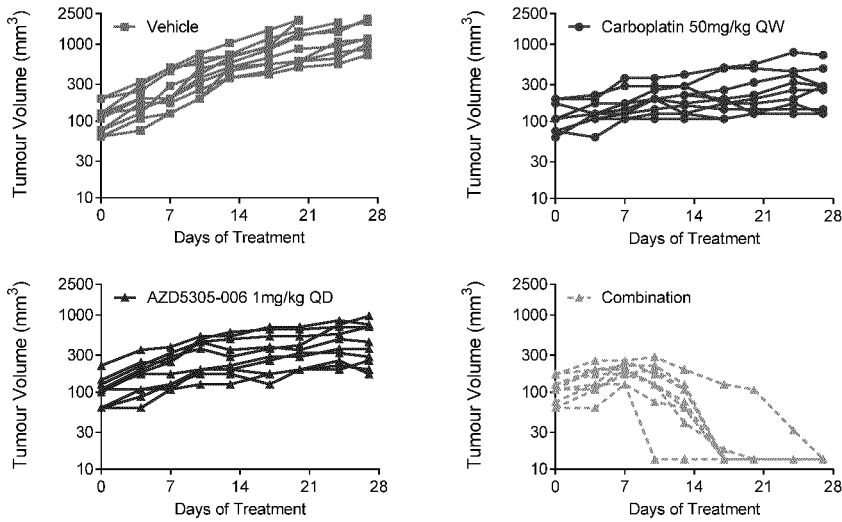 Tumour Volume (mm³)
2500
1000
300
100
30
10
Vehicle
0 7 14 21 28
Days of Treatment
Tumour Volume (mm³)
2500
1000
300
100
30
10
Carboplatin 50mg/kg QW
0 7 14 21 28
Days of Treatment
Tumour Volume (mm³)
2500
1000
300
100
30
10
AZD5305-006 1mg/kg QD
0 7 14 21 28
Days of Treatment
Tumour Volume (mm³)
2500
1000
300
100
30
10
Combination
0 7 14 21 28
Days of Treatment